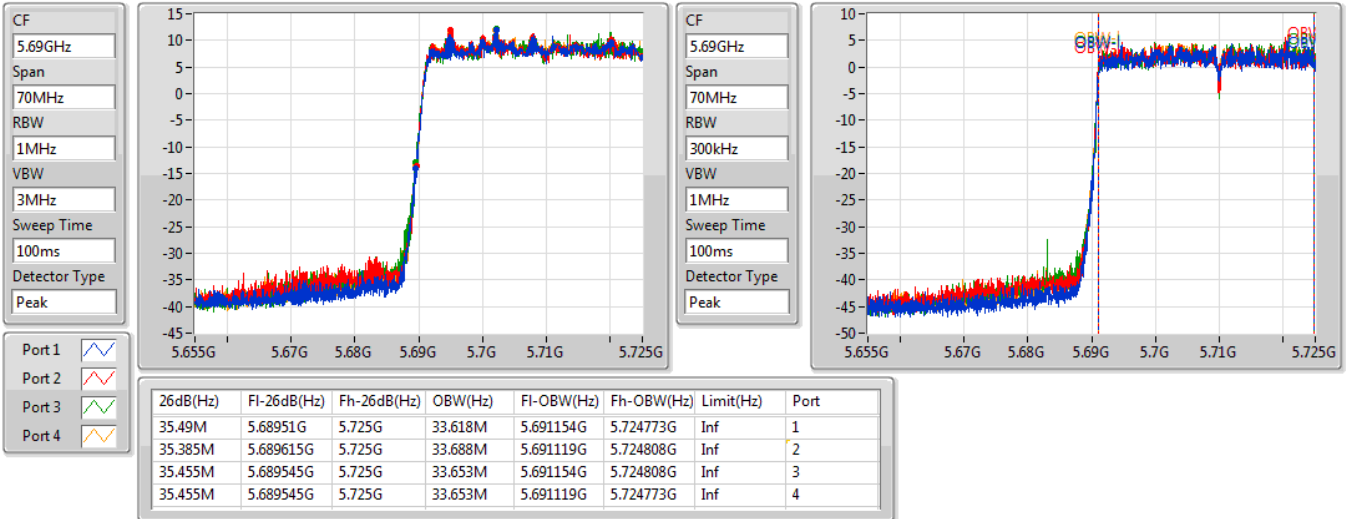 CF
5.69GHz
Span
70MHz
RBW
1MHz
VBW
3MHz
Sweep Time
100ms
Detector Type
Peak
15
10
5
0
-5
-10
-15
-20
-25
-30
-35
-40
-45
5.655G 5.67G 5.68G 5.69G 5.7G 5.71G 5.725G
CF
5.69GHz
Span
70MHz
RBW
300kHz
VBW
1MHz
Sweep Time
100ms
Detector Type
Peak
10
5
0
-5
-10
-15
-20
-25
-30
-35
-40
-45
-50
5.655G 5.67G 5.68G 5.69G 5.7G 5.71G 5.725G
Port 1
Port 2
Port 3
Port 4
26dB(Hz) Fl-26dB(Hz) Fh-26dB(Hz) OBW(Hz) Fl-OBW(Hz) Fh-OBW(Hz) Limit(Hz) Port
35.49M 5.68951G 5.725G 33.618M 5.691154G 5.724773G Inf 1
35.385M 5.689615G 5.725G 33.688M 5.691119G 5.724808G Inf 2
35.455M 5.689545G 5.725G 33.653M 5.691154G 5.724808G Inf 3
35.455M 5.689545G 5.725G 33.653M 5.691119G 5.724773G Inf 4